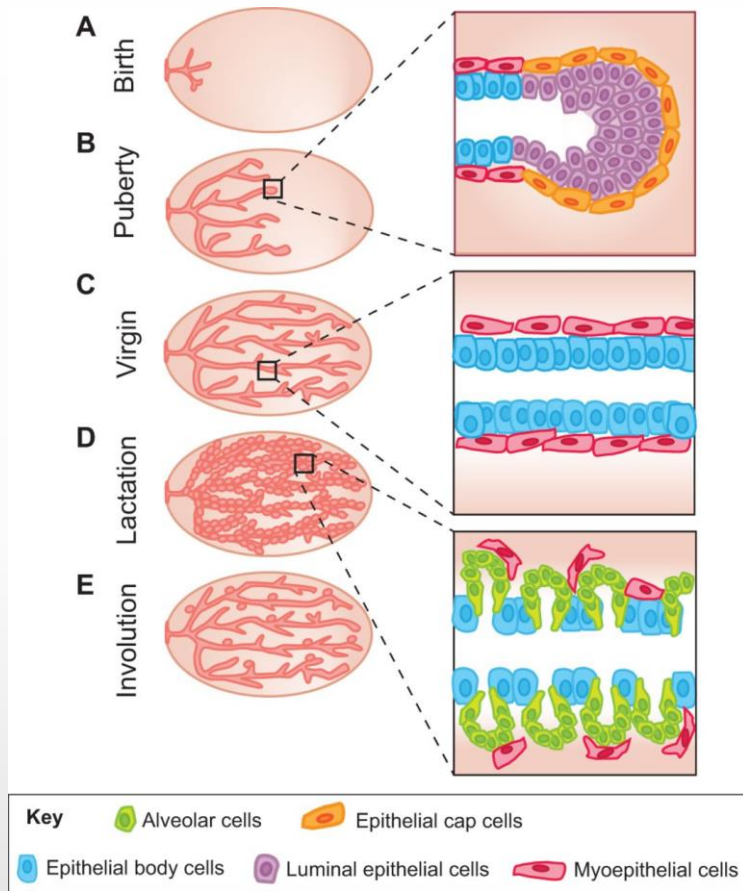 A
Birth
B
Puberty
C
Virgin
D
Lactation
E
Involution
Key
Alveolar cells
Epithelial cap cells
Epithelial body cells
Luminal epithelial cells
Myoepithelial cells